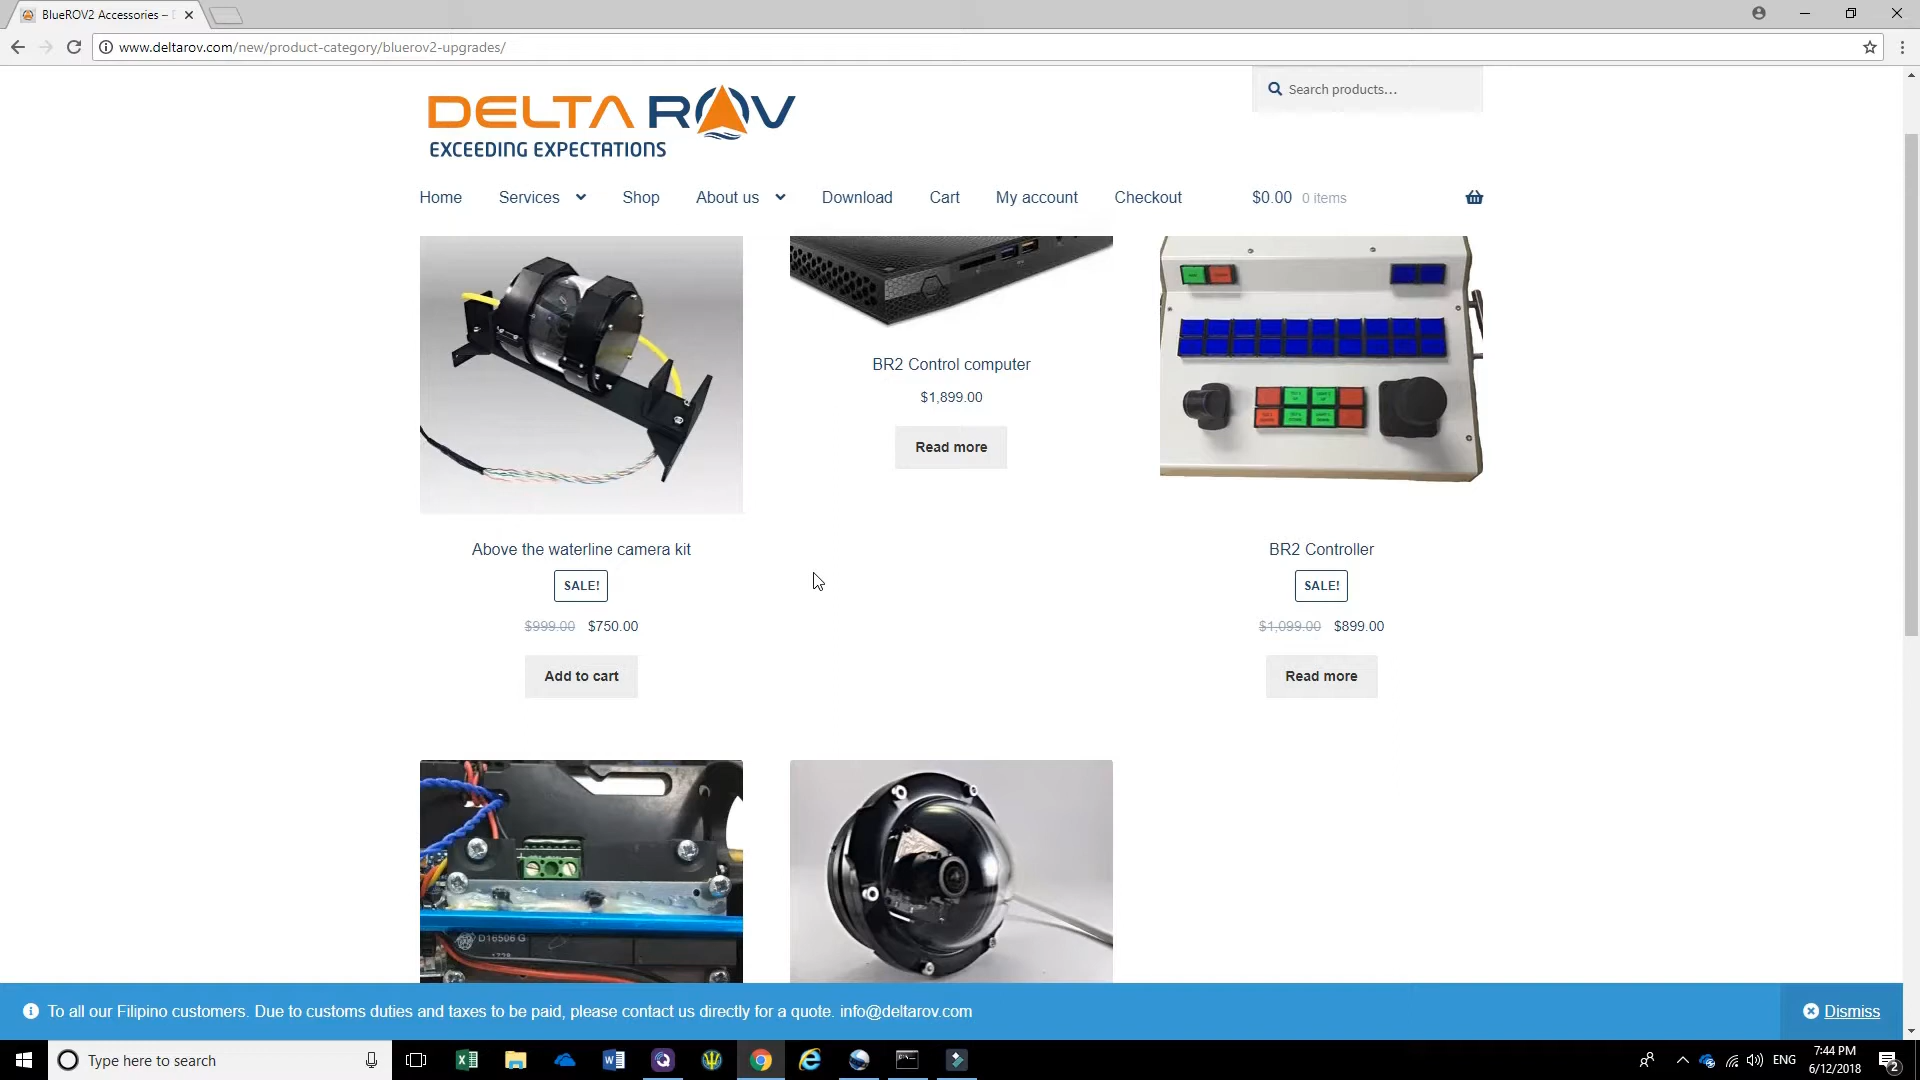 BlueROV2 Accessories –
www.deltarov.com/new/product-category/bluerov2-upgrades/
DELTA ROV
EXCEEDING EXPECTATIONS
Search products…
Home
Services
Shop
About us
Download
Cart
My account
Checkout
$0.00 0 items
BR2 Control computer
$1,899.00
Read more
Above the waterline camera kit
SALE!
$999.00 $750.00
Add to cart
BR2 Controller
SALE!
$1,099.00 $899.00
Read more
D16506 G
To all our Filipino customers. Due to customs duties and taxes to be paid, please contact us directly for a quote. info@deltarov.com
Dismiss
Type here to search
ENG
7:44 PM
6/12/2018
2